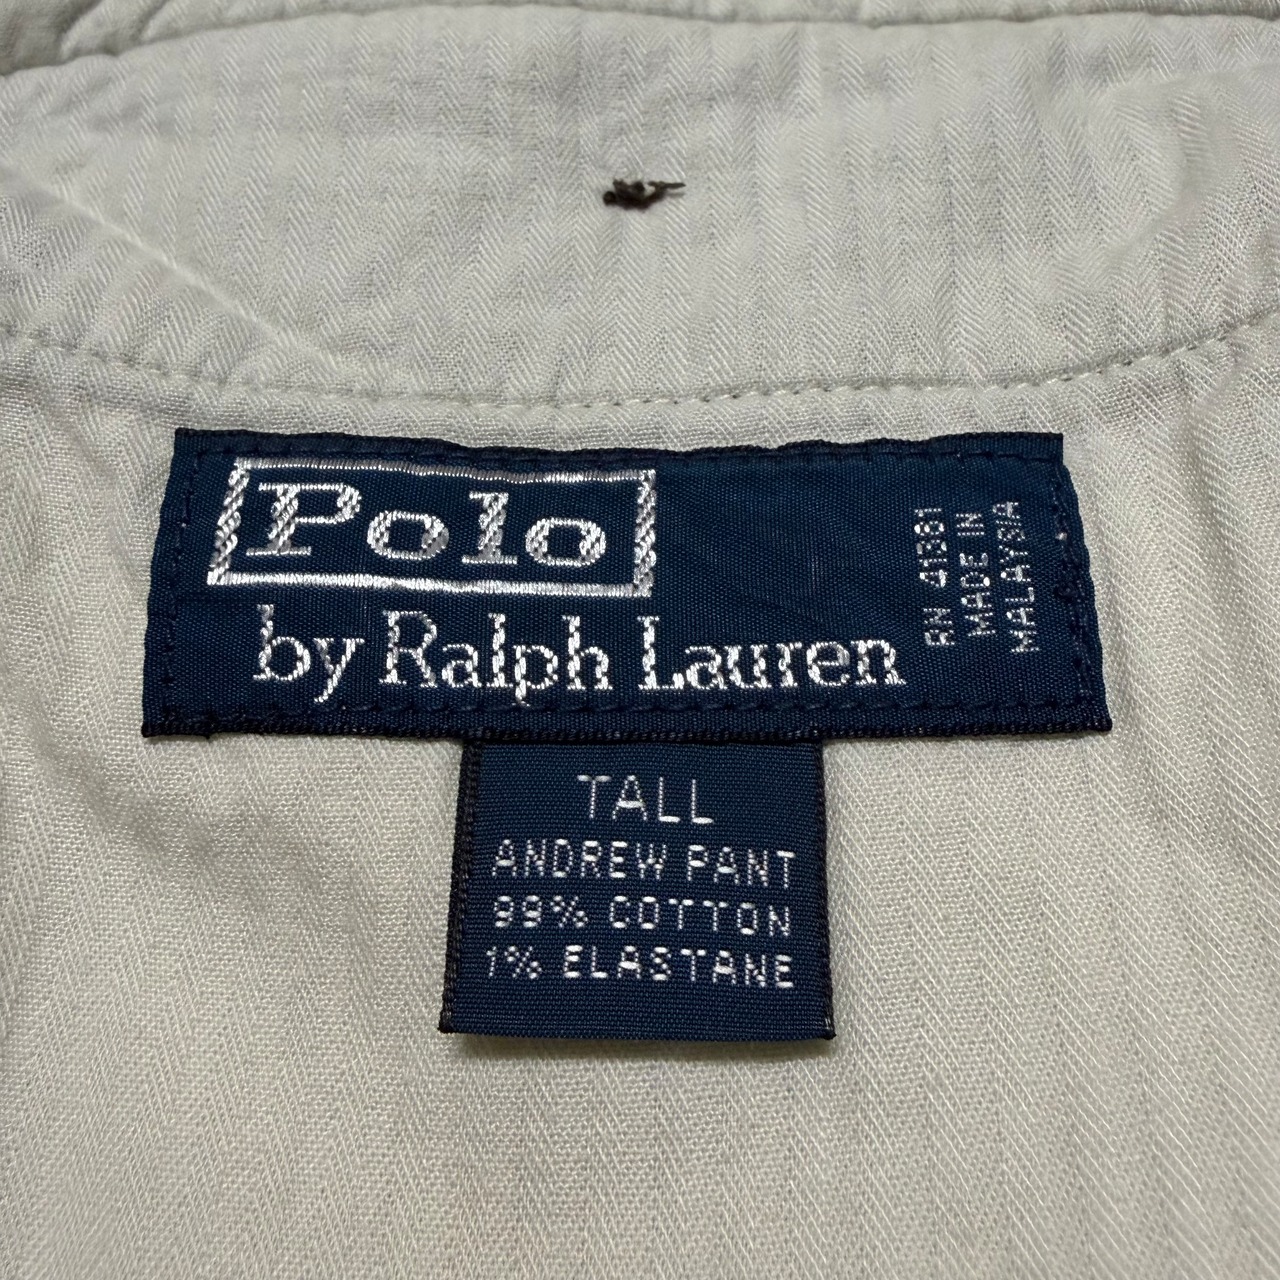 Polo
by Ralph Lauren
RN 41381
MADE IN
MALAYSIA
TALL
ANDREW PANT
99% COTTON
1% ELASTANE